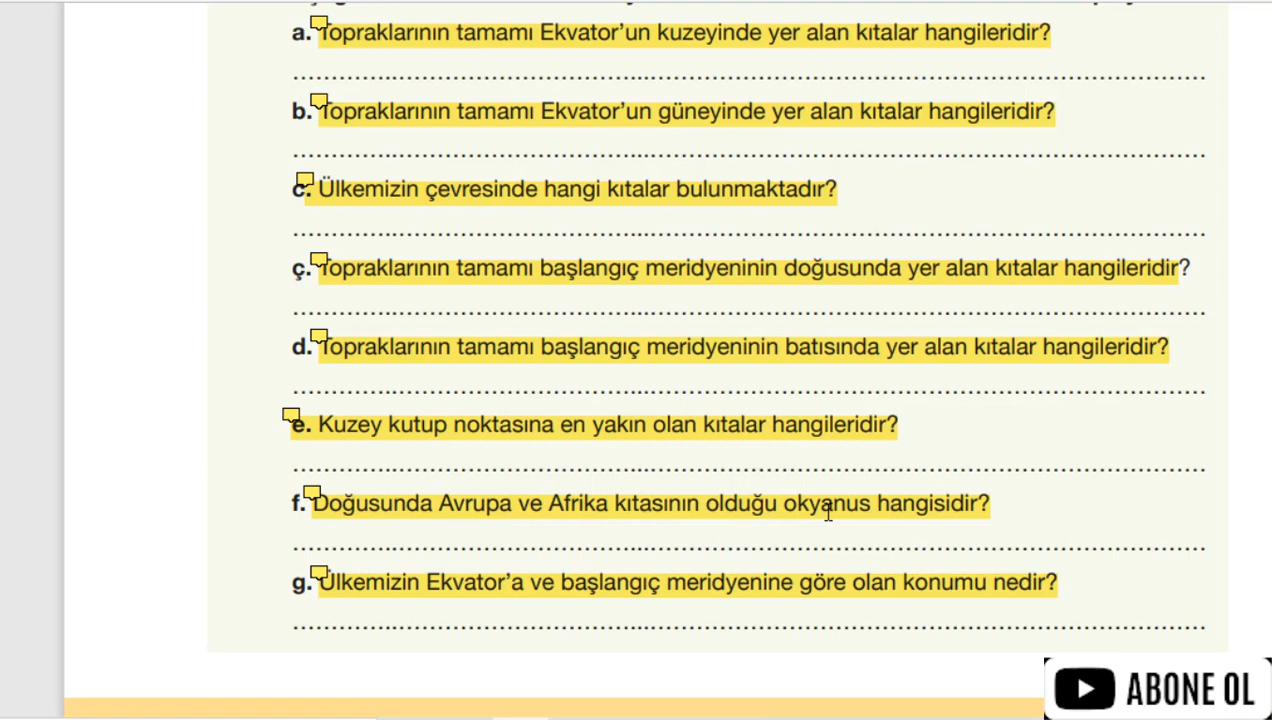 a. Topraklarının tamamı Ekvator’un kuzeyinde yer alan kıtalar hangileridir?
b. Topraklarının tamamı Ekvator’un güneyinde yer alan kıtalar hangileridir?
c. Ülkemizin çevresinde hangi kıtalar bulunmaktadır?
ç. Topraklarının tamamı başlangıç meridyeninin doğusunda yer alan kıtalar hangileridir?
d. Topraklarının tamamı başlangıç meridyeninin batısında yer alan kıtalar hangileridir?
e. Kuzey kutup noktasına en yakın olan kıtalar hangileridir?
f. Doğusunda Avrupa ve Afrika kıtasının olduğu okyanus hangisidir?
g. Ülkemizin Ekvator’a ve başlangıç meridyenine göre olan konumu nedir?
ABONE OL